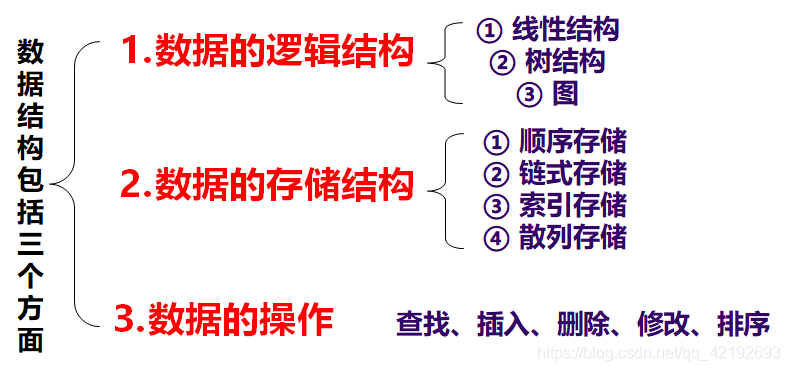 数据结构包括三个方面
1.数据的逻辑结构
① 线性结构
② 树结构
③ 图
2.数据的存储结构
① 顺序存储
② 链式存储
③ 索引存储
④ 散列存储
3.数据的操作
查找、插入、删除、修改、排序
https://blog.csdn.net/qq_42192693